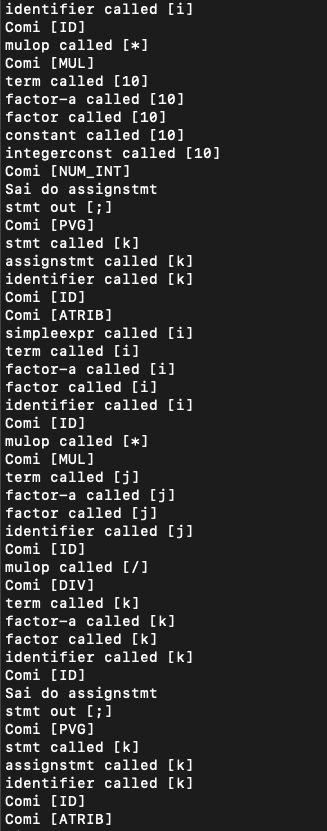 identifier called [i]
Comi [ID]
mulop called [*]
Comi [MUL]
term called [10]
factor-a called [10]
factor called [10]
constant called [10]
integerconst called [10]
Comi [NUM_INT]
Sai do assignstmt
stmt out [;]
Comi [PVG]
stmt called [k]
assignstmt called [k]
identifier called [k]
Comi [ID]
Comi [ATRIB]
simpleexpr called [i]
term called [i]
factor-a called [i]
factor called [i]
identifier called [i]
Comi [ID]
mulop called [*]
Comi [MUL]
term called [j]
factor-a called [j]
factor called [j]
identifier called [j]
Comi [ID]
mulop called [/]
Comi [DIV]
term called [k]
factor-a called [k]
factor called [k]
identifier called [k]
Comi [ID]
Sai do assignstmt
stmt out [;]
Comi [PVG]
stmt called [k]
assignstmt called [k]
identifier called [k]
Comi [ID]
Comi [ATRIB]